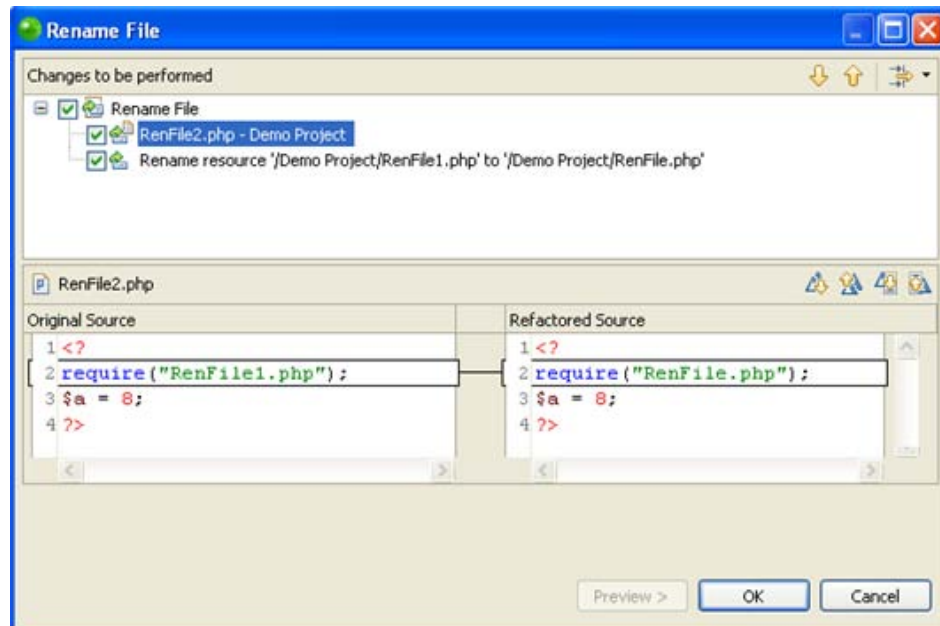 Rename File
Changes to be performed
Rename File
RenFile2.php - Demo Project
Rename resource '/Demo Project/RenFile1.php' to '/Demo Project/RenFile.php'
RenFile2.php
Original Source
Refactored Source
1 <?
2 require("RenFile1.php");
3 $a = 8;
4 ?>
1 <?
2 require("RenFile.php");
3 $a = 8;
4 ?>
Preview >
OK
Cancel